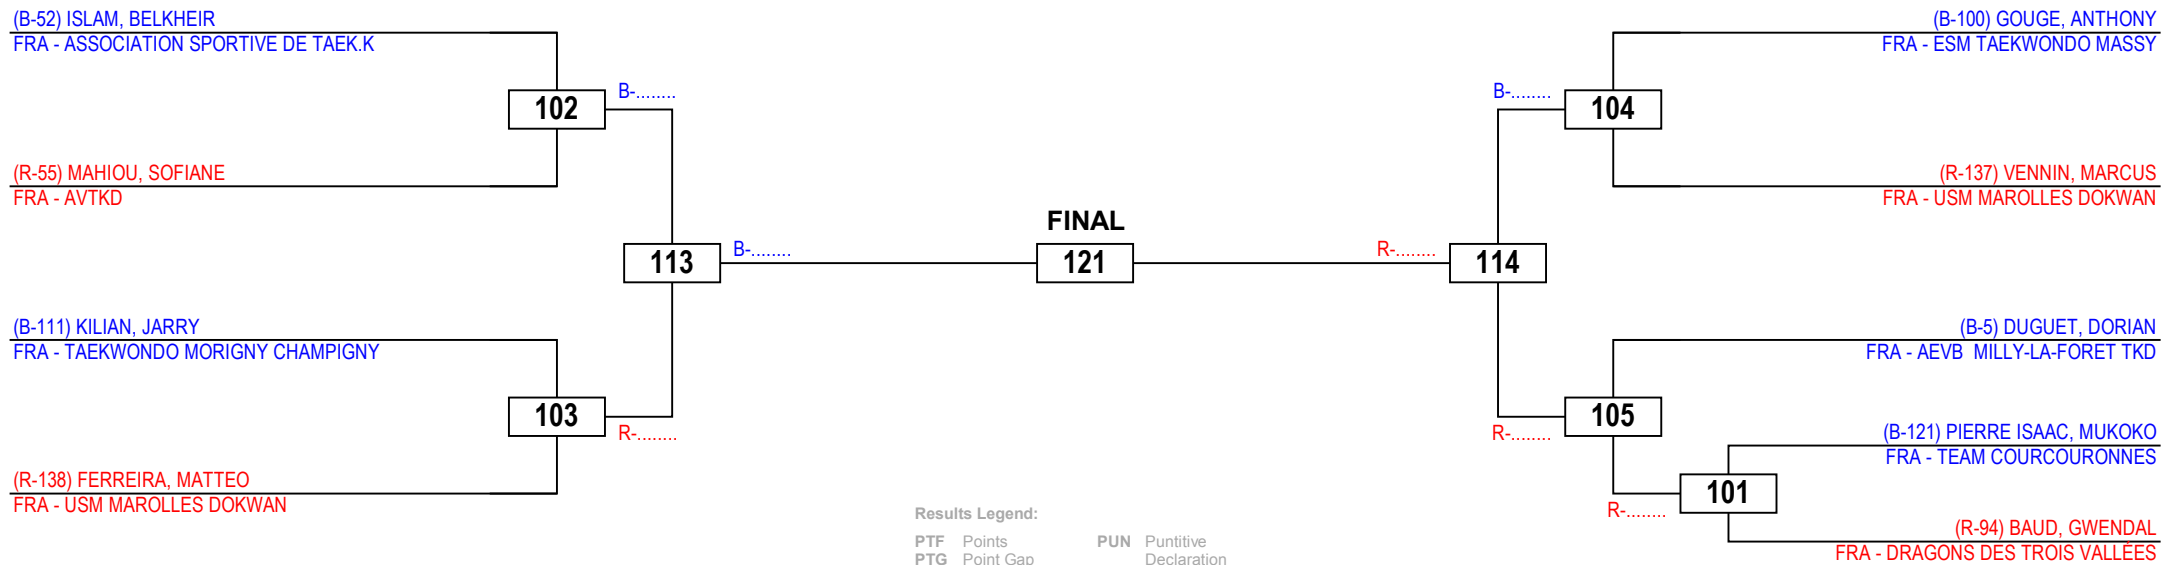 (B-52) ISLAM, BELKHEIR
FRA - ASSOCIATION SPORTIVE DE TAEK.K
102
B-........
(R-55) MAHIOU, SOFIANE
FRA - AVTKD
113
B-........
(B-111) KILIAN, JARRY
FRA - TAEKWONDO MORIGNY CHAMPIGNY
103
R-........
(R-138) FERREIRA, MATTEO
FRA - USM MAROLLES DOKWAN
FINAL
121
(B-100) GOUGE, ANTHONY
FRA - ESM TAEKWONDO MASSY
B-........
104
(R-137) VENNIN, MARCUS
FRA - USM MAROLLES DOKWAN
R-........
114
(B-5) DUGUET, DORIAN
FRA - AEVB  MILLY-LA-FORET TKD
R-........
105
(B-121) PIERRE ISAAC, MUKOKO
FRA - TEAM COURCOURONNES
101
R-........
(R-94) BAUD, GWENDAL
FRA - DRAGONS DES TROIS VALLÉES
Results Legend:
PTF Points
PTG Point Gap
PUN Puntitive
Declaration